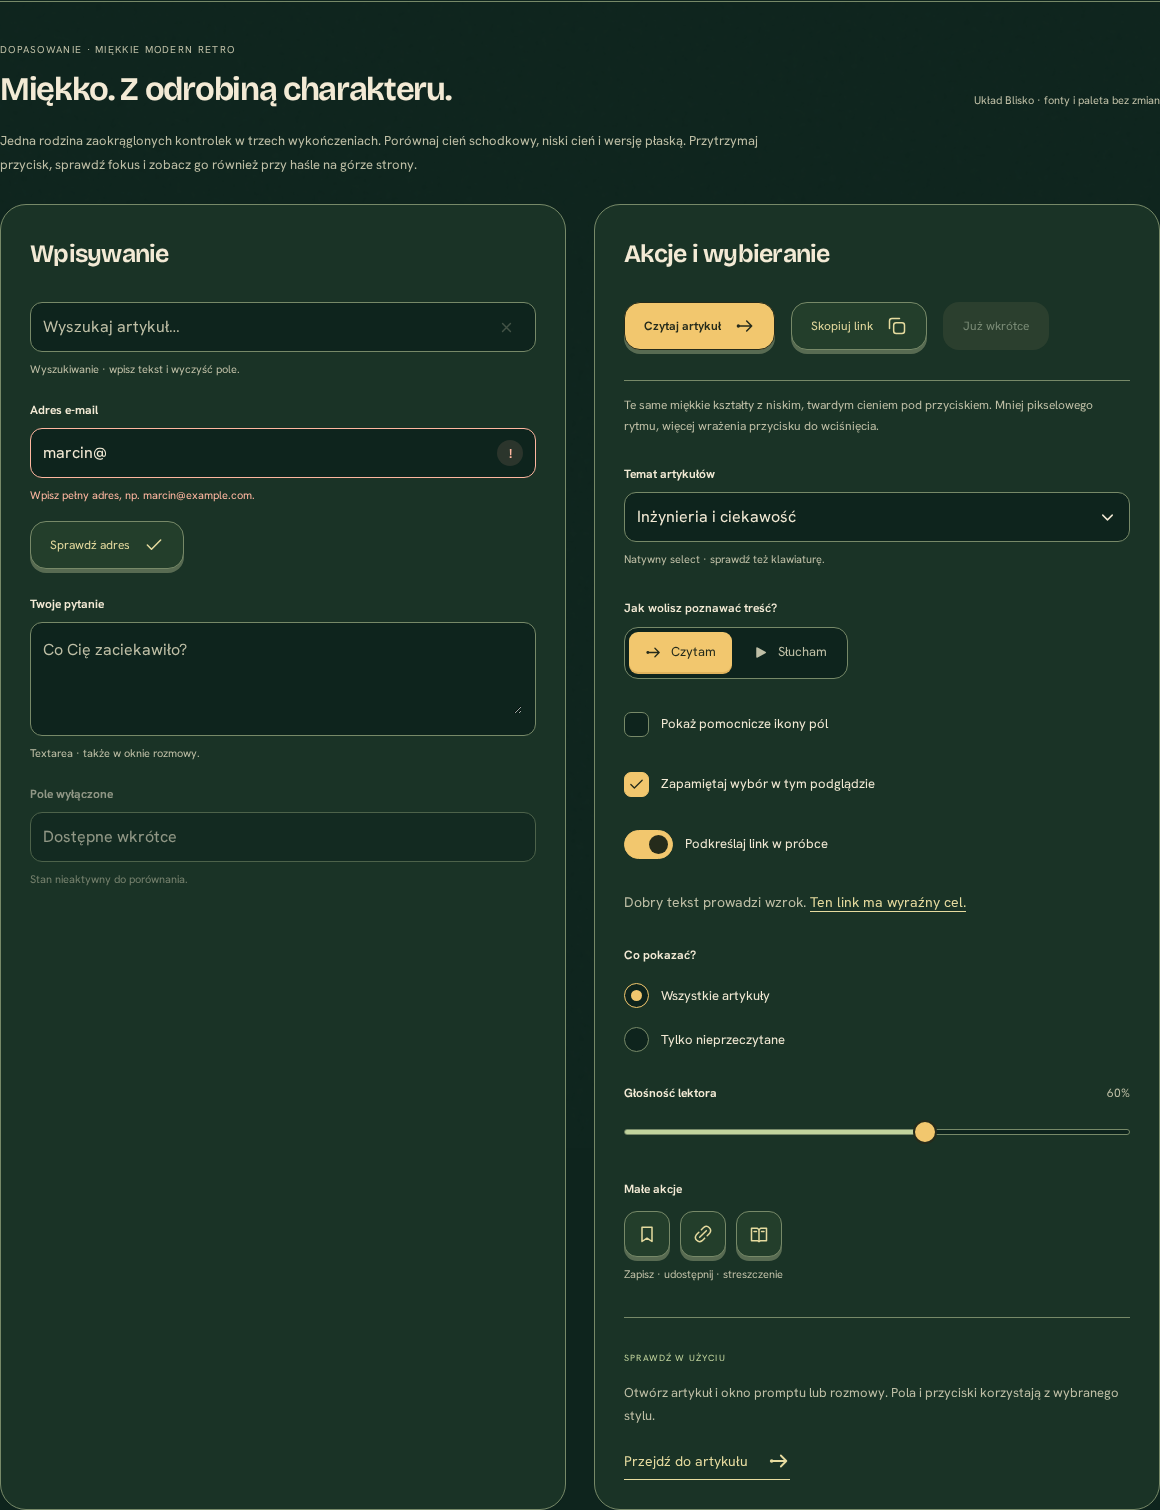 DOPASOWANIE · MIĘKKIE MODERN RETRO
Miękko. Z odrobiną charakteru.
Układ Blisko · fonty i paleta bez zmian
Jedna rodzina zaokrąglonych kontrolek w trzech wykończeniach. Porównaj cień schodkowy, niski cień i wersję płaską. Przytrzymaj
przycisk, sprawdź fokus i zobacz go również przy haśle na górze strony.
Wpisywanie
Wyszukaj artykuł...
Wyszukiwanie · wpisz tekst i wyczyść pole.
Adres e-mail
marcin@
!
Wpisz pełny adres, np. marcin@example.com.
Sprawdź adres
Twoje pytanie
Co Cię zaciekawiło?
Textarea · także w oknie rozmowy.
Pole wyłączone
Dostępne wkrótce
Stan nieaktywny do porównania.
Akcje i wybieranie
Czytaj artykuł
Skopiuj link
Już wkrótce
Te same miękkie kształty z niskim, twardym cieniem pod przyciskiem. Mniej pikselowego
rytmu, więcej wrażenia przycisku do wciśnięcia.
Temat artykułów
Inżynieria i ciekawość
Natywny select · sprawdź też klawiaturę.
Jak wolisz poznawać treść?
Czytam
Słucham
Pokaż pomocnicze ikony pól
Zapamiętaj wybór w tym podglądzie
Podkreślaj link w próbce
Dobry tekst prowadzi wzrok. Ten link ma wyraźny cel.
Co pokazać?
Wszystkie artykuły
Tylko nieprzeczytane
Głośność lektora
60%
Małe akcje
Zapisz · udostępnij · streszczenie
SPRAWDŹ W UŻYCIU
Otwórz artykuł i okno promptu lub rozmowy. Pola i przyciski korzystają z wybranego
stylu.
Przejdź do artykułu